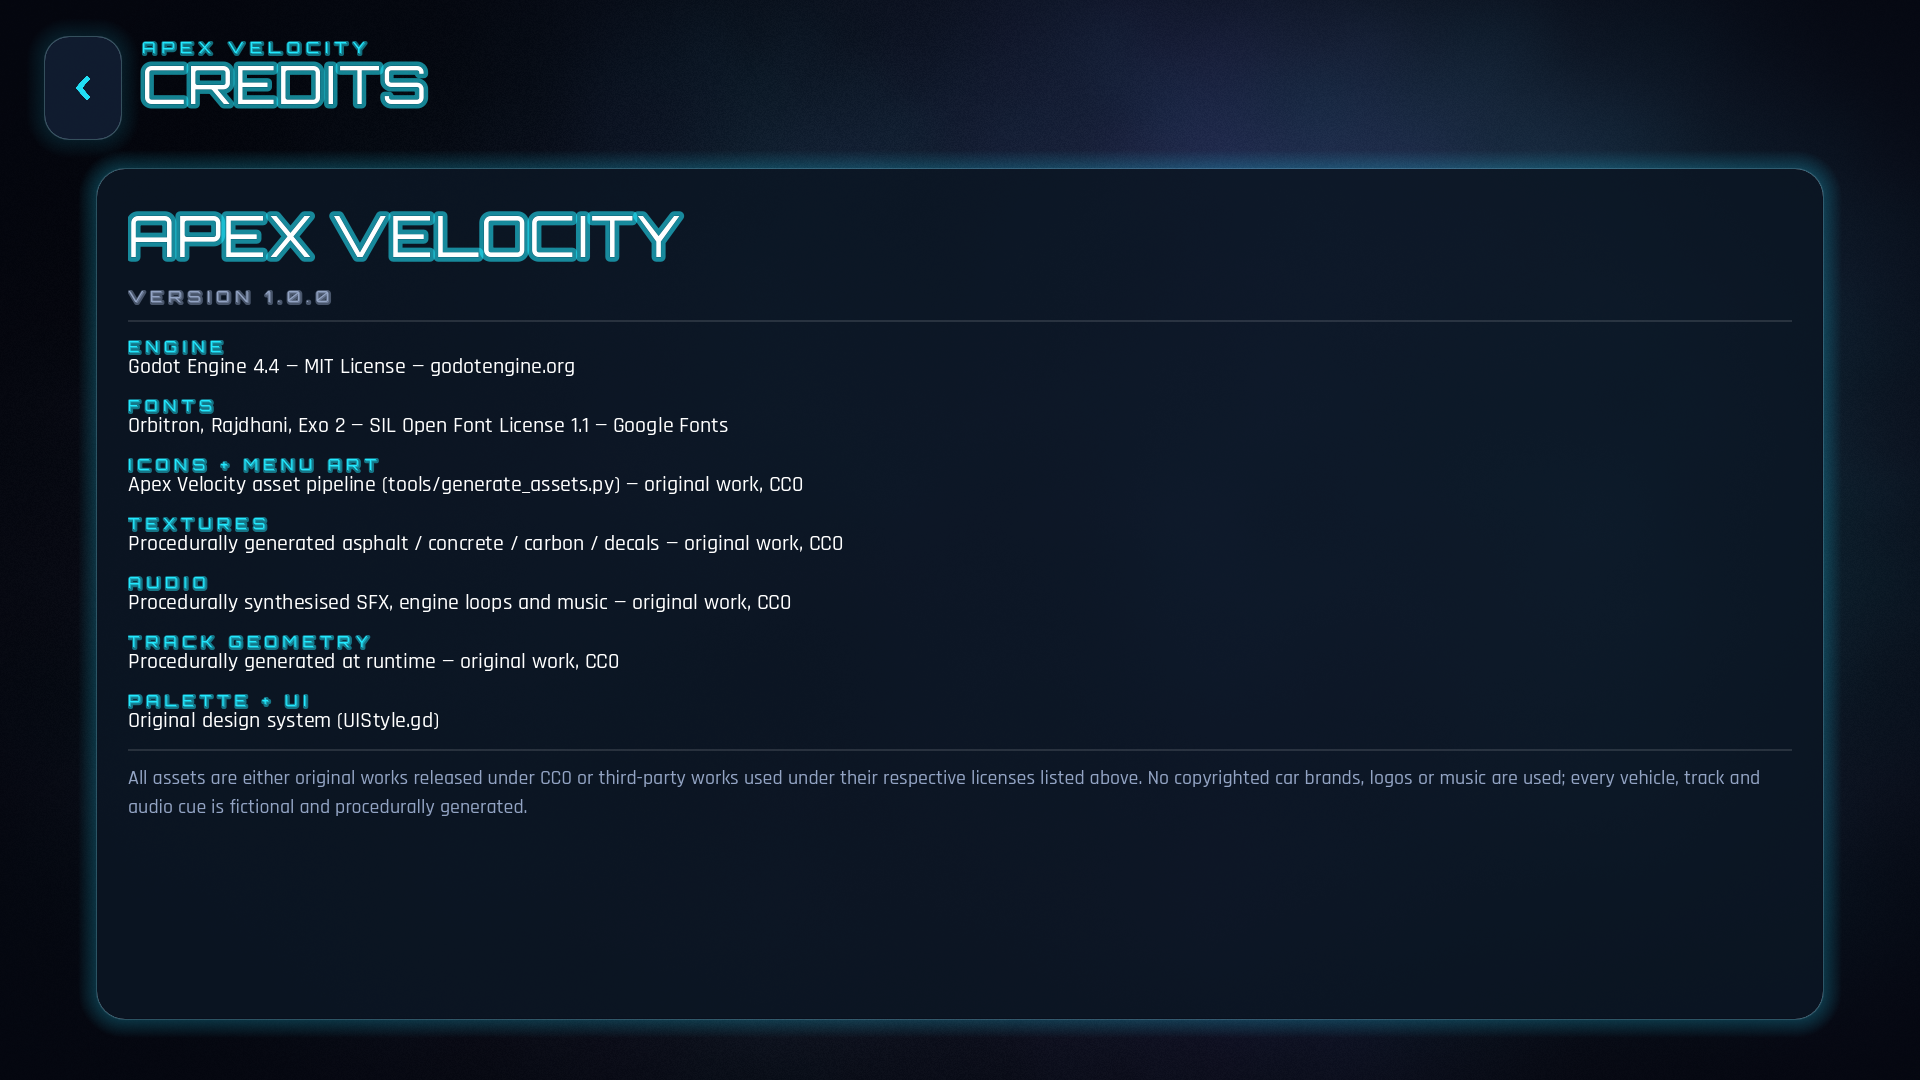 APEX VELOCITY
CREDITS
APEX VELOCITY
VERSION 1.0.0
ENGINE
Godot Engine 4.4 — MIT License — godotengine.org
FONTS
Orbitron, Rajdhani, Exo 2 — SIL Open Font License 1.1 — Google Fonts
ICONS + MENU ART
Apex Velocity asset pipeline (tools/generate_assets.py) — original work, CC0
TEXTURES
Procedurally generated asphalt / concrete / carbon / decals — original work, CC0
AUDIO
Procedurally synthesised SFX, engine loops and music — original work, CC0
TRACK GEOMETRY
Procedurally generated at runtime — original work, CC0
PALETTE + UI
Original design system (UIStyle.gd)
All assets are either original works released under CC0 or third-party works used under their respective licenses listed above. No copyrighted car brands, logos or music are used; every vehicle, track and
audio cue is fictional and procedurally generated.